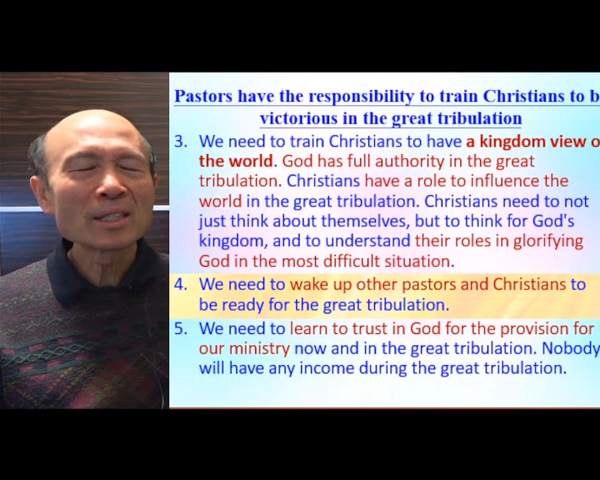 Pastors have the responsibility to train Christians to b
victorious in the great tribulation
3. We need to train Christians to have a kingdom view o
the world. God has full authority in the great
tribulation. Christians have a role to influence the
world in the great tribulation. Christians need to not
just think about themselves, but to think for God's
kingdom, and to understand their roles in glorifying
God in the most difficult situation.
4. We need to wake up other pastors and Christians to
be ready for the great tribulation.
5. We need to learn to trust in God for the provision for
our ministry now and in the great tribulation. Nobody
will have any income during the great tribulation.